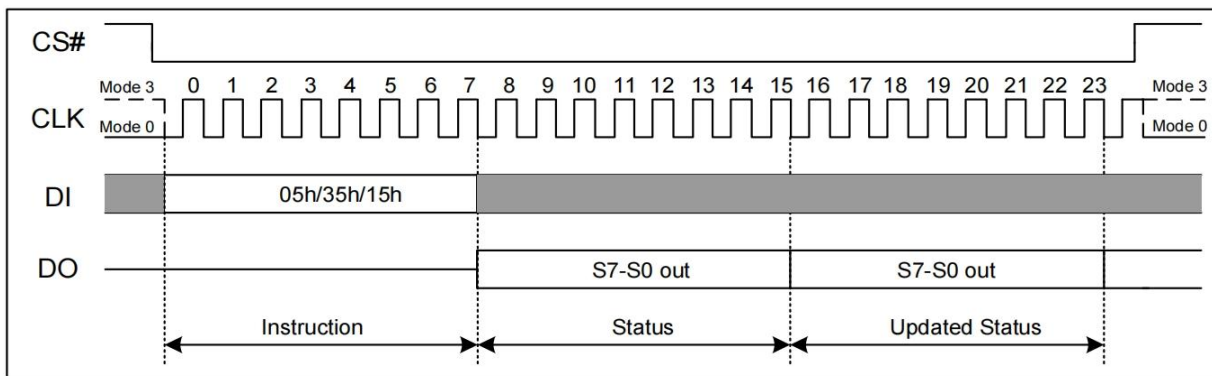 CS#
Mode 3 0 1 2 3 4 5 6 7 8 9 10 11 12 13 14 15 16 17 18 19 20 21 22 23 Mode 3
CLK
Mode 0 Mode 0
DI 05h/35h/15h
DO S7-S0 out S7-S0 out
Instruction Status Updated Status